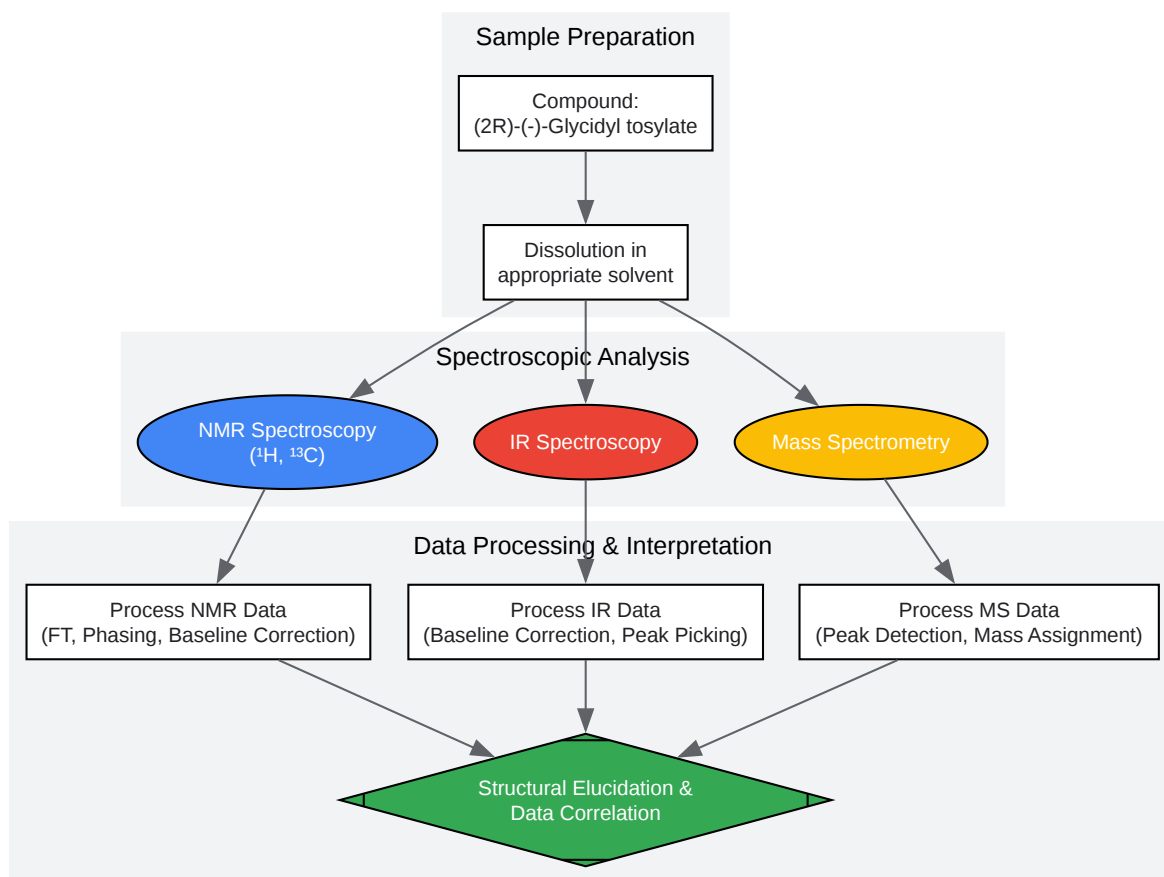 Sample Preparation
Compound:
(2R)-(-)-Glycidyl tosylate
Dissolution in
appropriate solvent
Spectroscopic Analysis
NMR Spectroscopy
(¹H, ¹³C)
IR Spectroscopy
Mass Spectrometry
Data Processing & Interpretation
Process NMR Data
(FT, Phasing, Baseline Correction)
Process IR Data
(Baseline Correction, Peak Picking)
Process MS Data
(Peak Detection, Mass Assignment)
Structural Elucidation &
Data Correlation